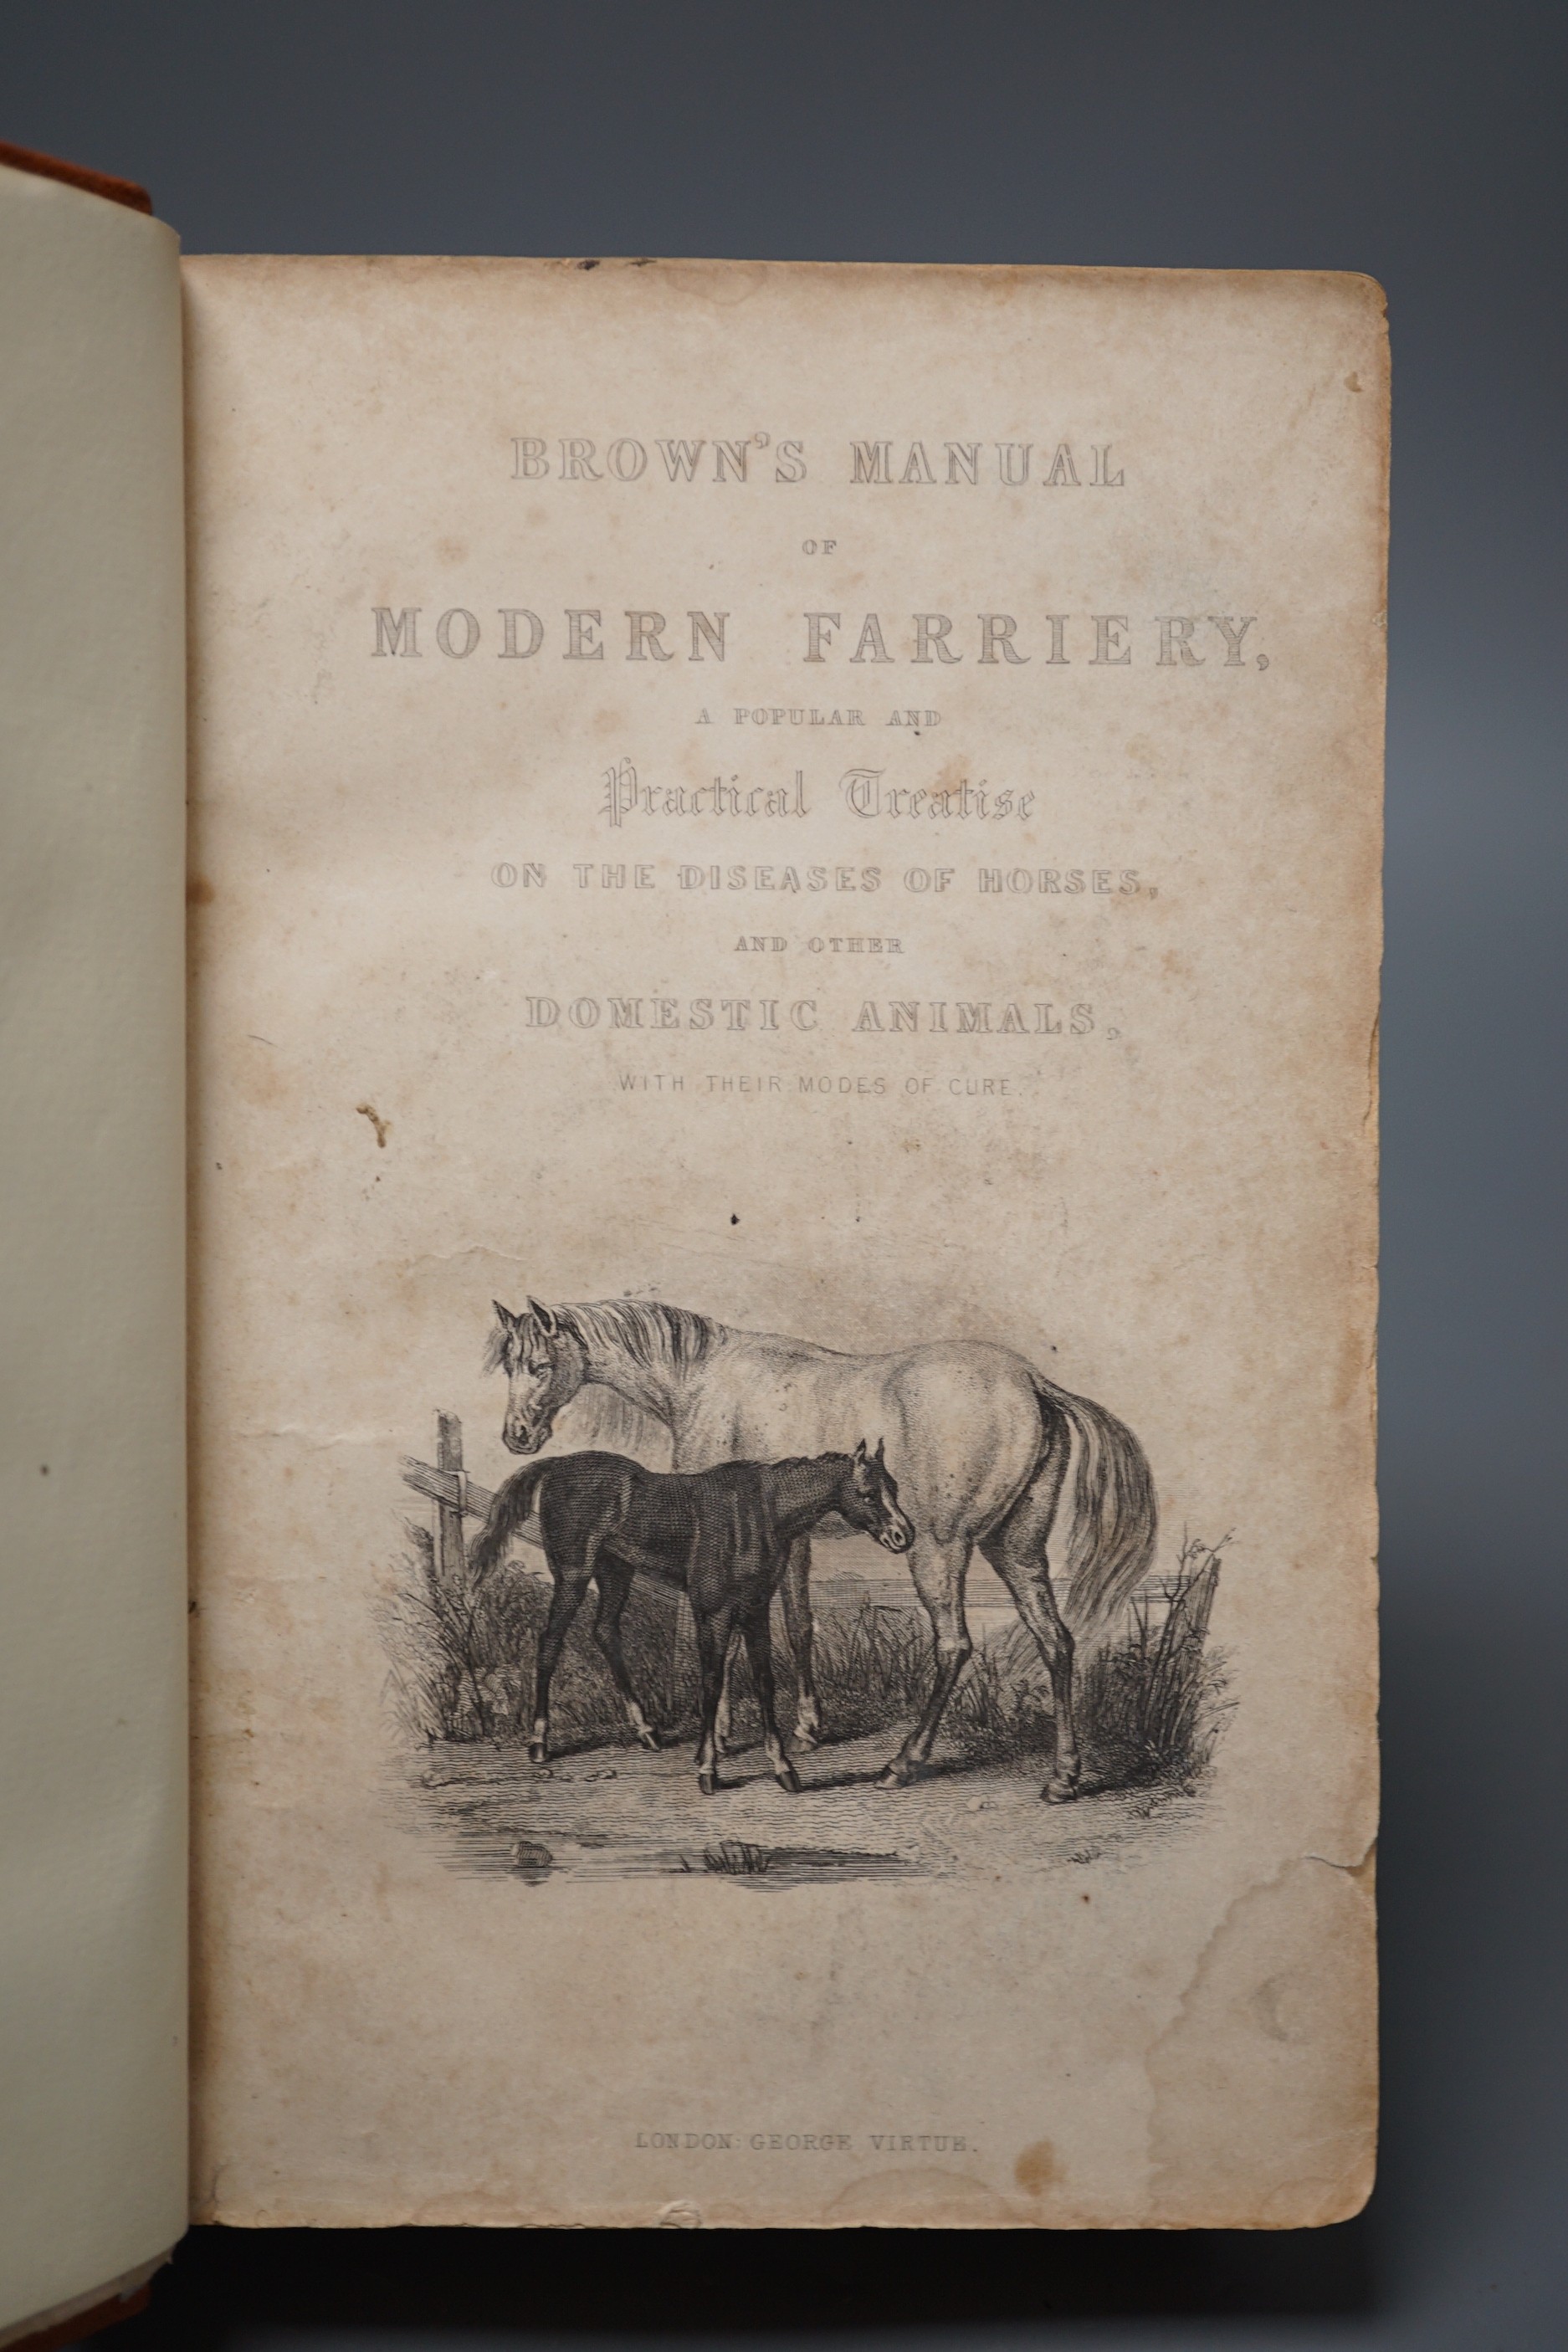 BROWN'S MANUAL
OF
MODERN FARRIERY,
A POPULAR AND
Practical Treatise
ON THE DISEASES OF HORSES,
AND OTHER
DOMESTIC ANIMALS,
WITH THEIR MODES OF CURE.
LONDON: GEORGE VIRTUE.